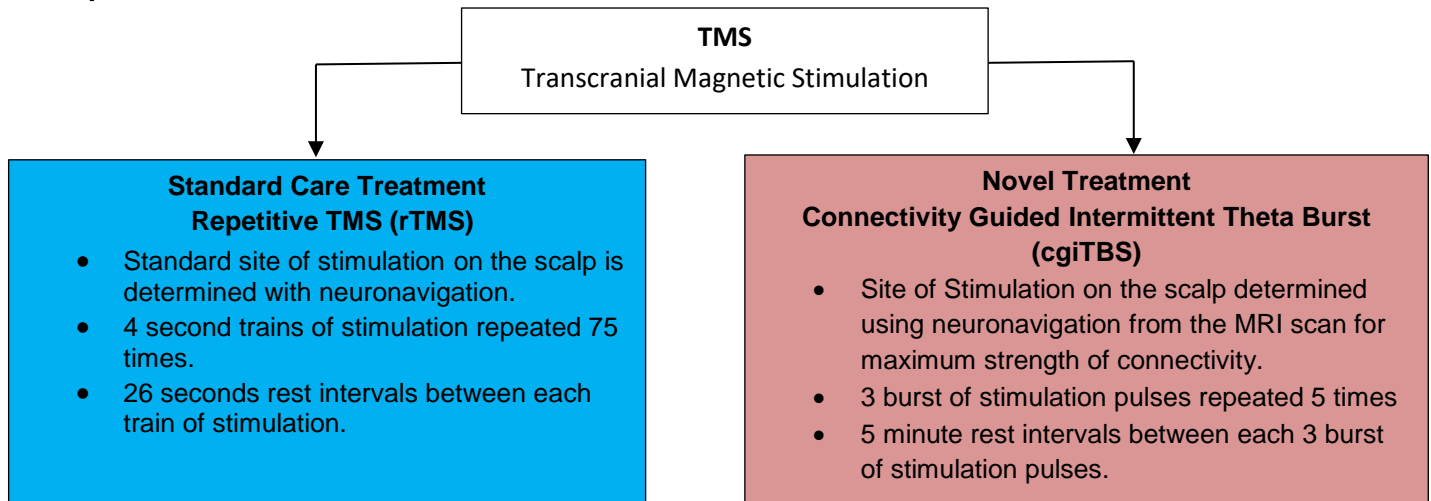 TMS
Transcranial Magnetic Stimulation
Standard Care Treatment
Repetitive TMS (rTMS)
• Standard site of stimulation on the scalp is
determined with neuronavigation.
• 4 second trains of stimulation repeated 75
times.
• 26 seconds rest intervals between each
train of stimulation.
Novel Treatment
Connectivity Guided Intermittent Theta Burst
(cgiTBS)
• Site of Stimulation on the scalp determined
using neuronavigation from the MRI scan for
maximum strength of connectivity.
• 3 burst of stimulation pulses repeated 5 times
• 5 minute rest intervals between each 3 burst
of stimulation pulses.